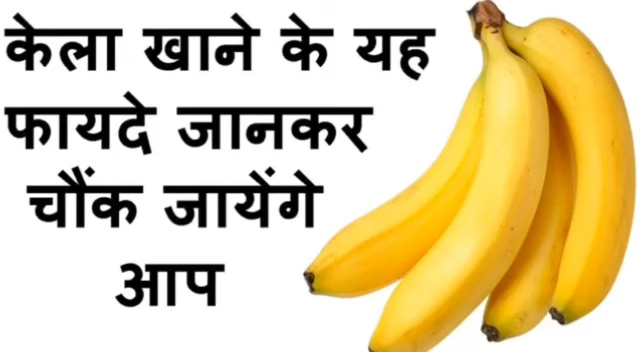 केला खाने के यह
फायदे जानकर
चौंक जायेंगे
आप